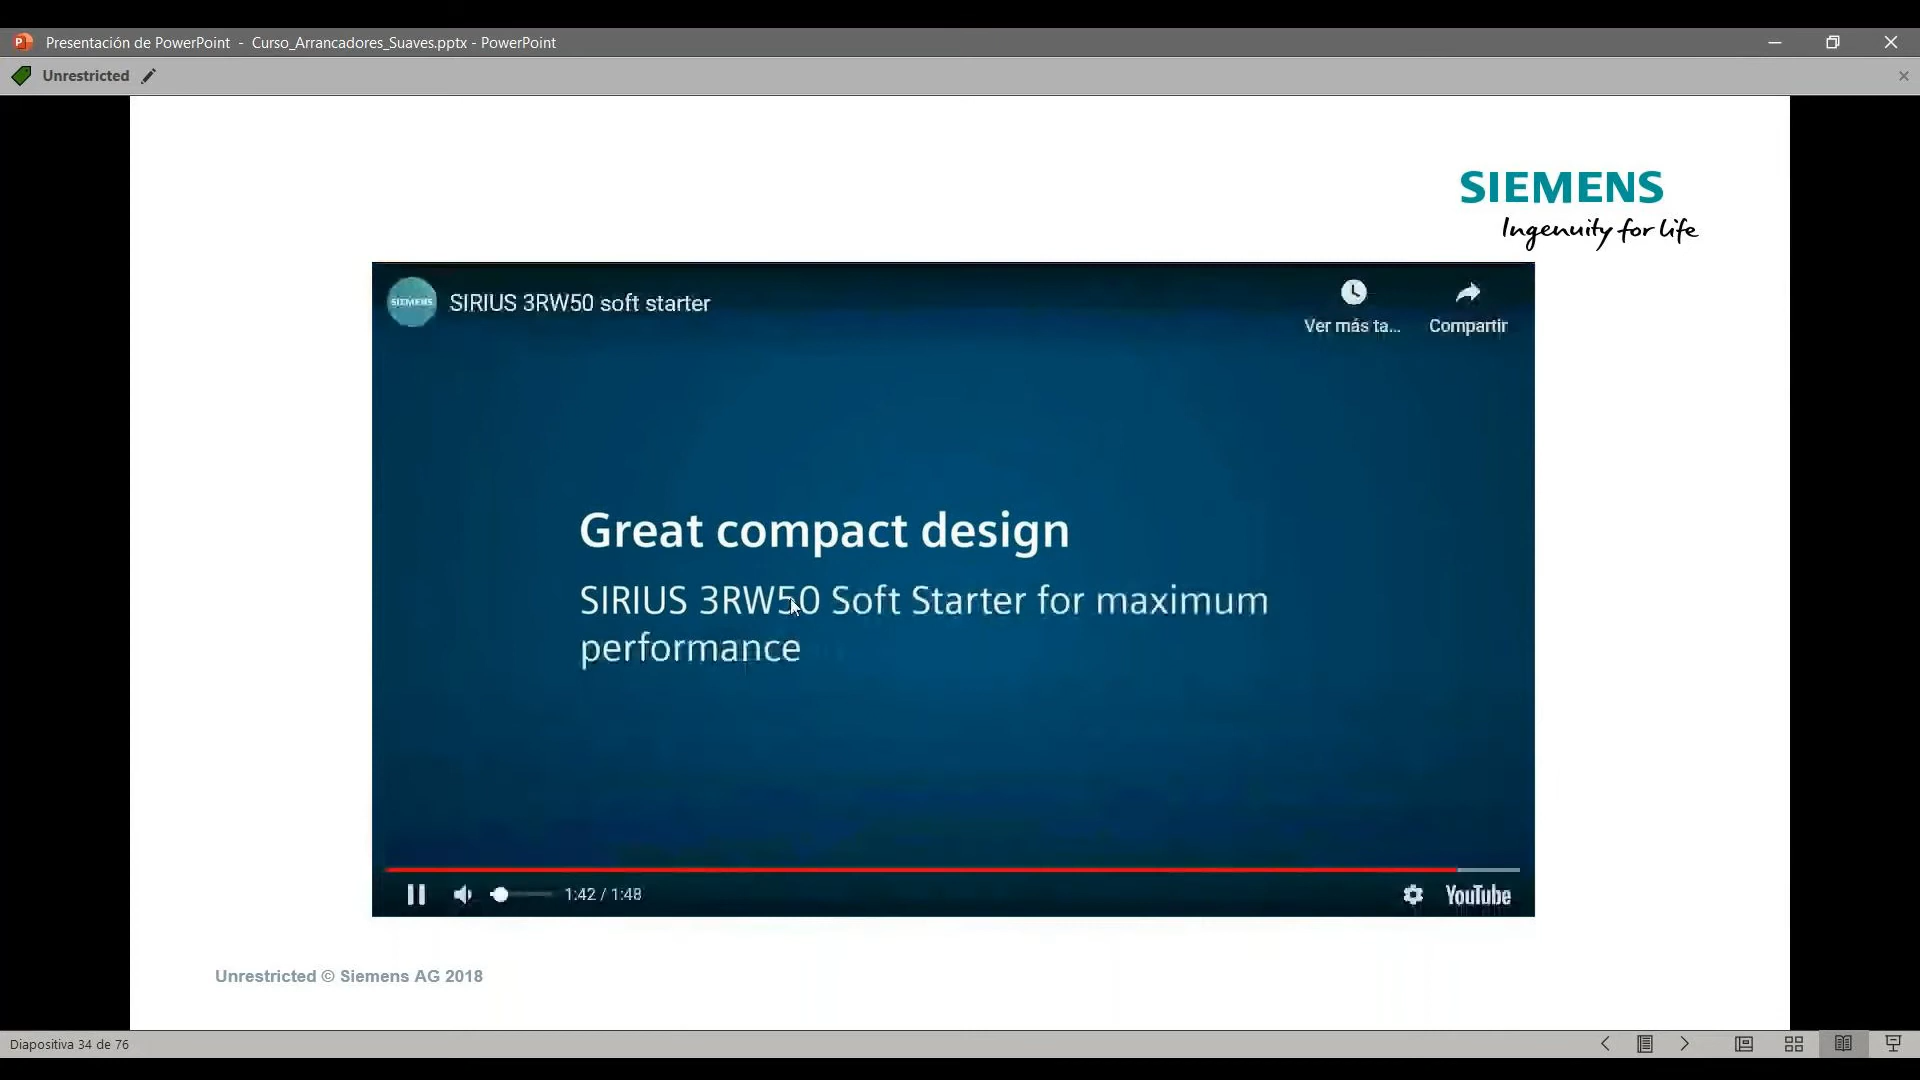 Presentación de PowerPoint - Curso_Arrancadores_Suaves.pptx - PowerPoint
Unrestricted
SIEMENS
Ingenuity for life
SIEMENS
SIRIUS 3RW50 soft starter
Ver más ta...
Compartir
Great compact design
SIRIUS 3RW50 Soft Starter for maximum
performance
1:42 / 1:48
YouTube
Unrestricted © Siemens AG 2018
Diapositiva 34 de 76